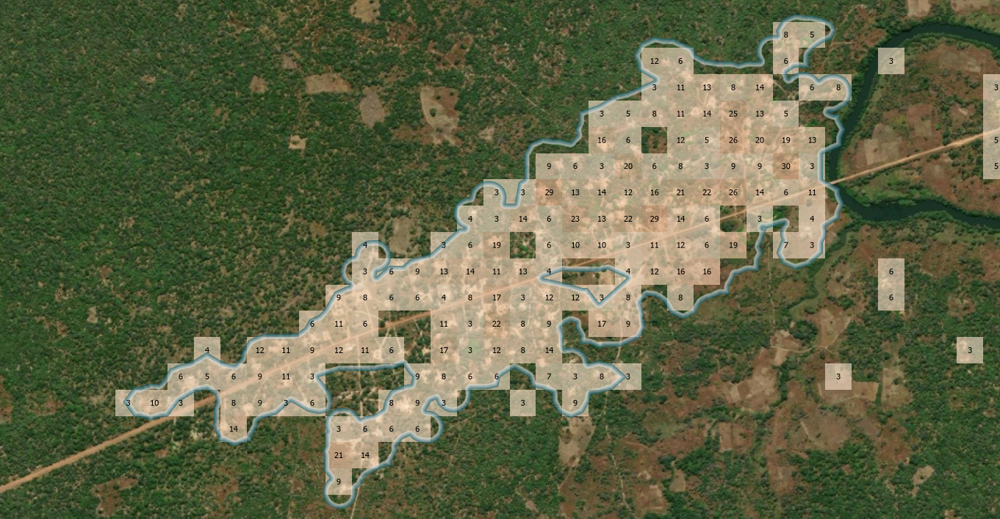 8 5
12 6 6 3
3 11 13 8 14 6 8 3
3 5 8 11 14 25 13 5
16 6 12 5 26 20 19 13 5
9 6 3 20 6 8 3 9 9 30 3 5
3 3 29 13 14 12 16 21 22 26 14 6 11
4 3 14 6 23 13 22 29 14 6 3 4
4 3 6 19 6 10 10 3 11 12 6 19 7 3
3 6 9 13 14 11 13 4 4 12 16 16 6
9 8 6 6 4 8 17 3 12 12 3 8 8 6
6 11 6 11 3 22 8 9 17 9
4 12 11 9 12 11 6 17 3 12 8 14 3
6 5 6 9 11 3 9 8 6 6 7 3 8 3 3
3 10 3 8 9 3 6 8 9 3 3 9
14 3 6 6 6
21 14
9